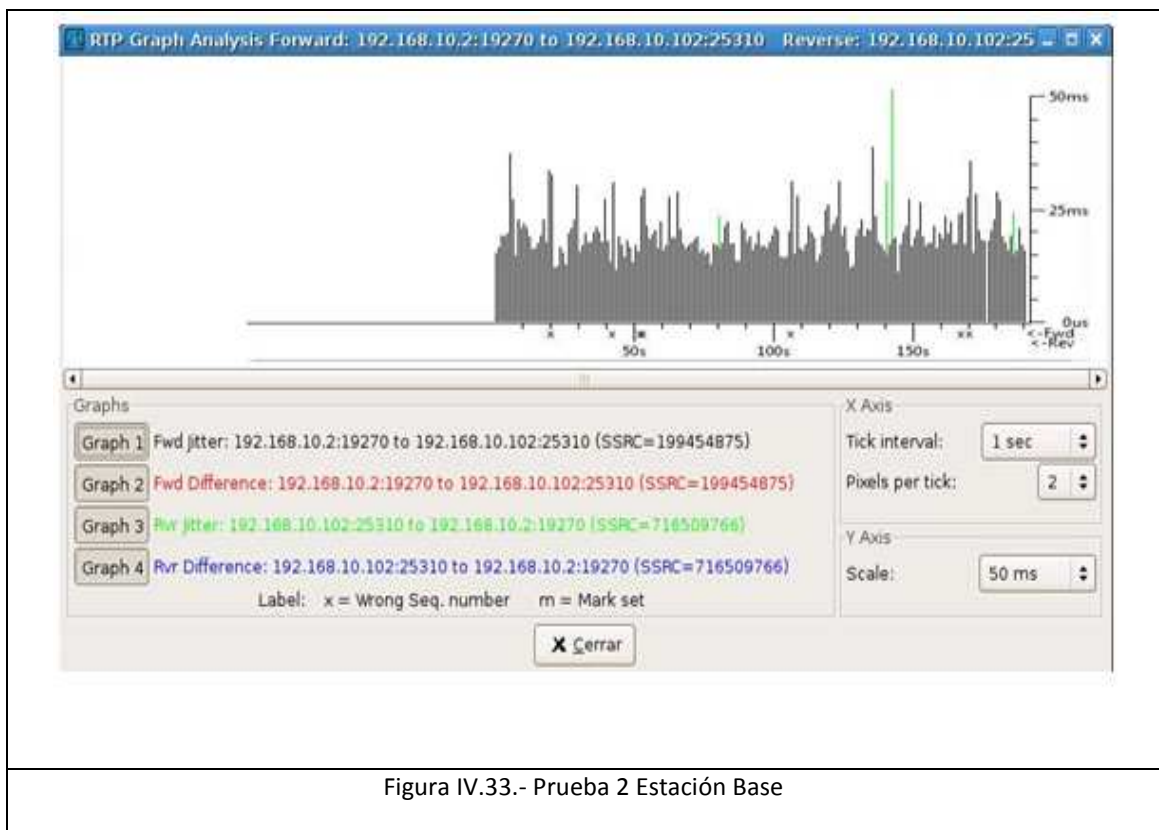 RTP Graph Analysis Forward: 192.168.10.2:19270 to 192.168.10.102:25310 Reverse: 192.168.10.102:25
50ms
25ms
0us
x x x x xx <-Fwd
<-Rev
50s 100s 150s
Graphs
Graph 1 Fwd Jitter: 192.168.10.2:19270 to 192.168.10.102:25310 (SSRC=199454875)
Graph 2 Fwd Difference: 192.168.10.2:19270 to 192.168.10.102:25310 (SSRC=199454875)
Graph 3 Rvr Jitter: 192.168.10.102:25310 to 192.168.10.2:19270 (SSRC=716509766)
Graph 4 Rvr Difference: 192.168.10.102:25310 to 192.168.10.2:19270 (SSRC=716509766)
Label: x = Wrong Seq. number m = Mark set
X Axis
Tick interval: 1 sec
Pixels per tick: 2
Y Axis
Scale: 50 ms
X Cerrar
Figura IV.33.- Prueba 2 Estación Base